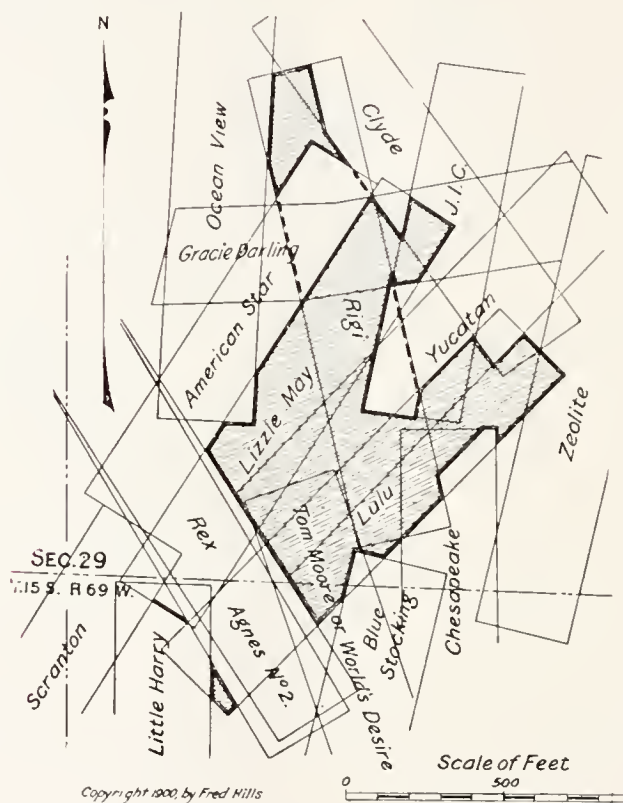 N
Ocean View
Clyde
J.I.C.
Gracie Darling
American Star
Rigi
Yucatan
Lizzie May
Zeolite
Lulu
Tom Moore or World's Desire
Rex
SEC. 29
T.15 S. R 69 W.
Chesapeake
Blue Stocking
Agnes No 2.
Scranton
Little Harry
Scale of Feet
0 500
Copyright 1900, by Fred Hills